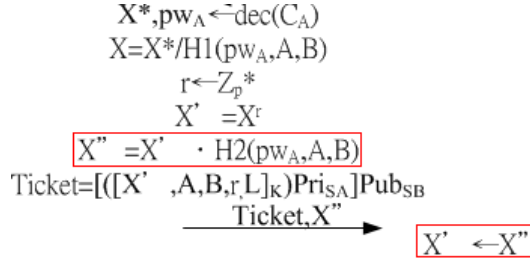 X*,pwA←dec(CA)
X=X*/H1(pwA,A,B)
r←Zp*
X' =Xr
X" =X' · H2(pwA,A,B)
Ticket=[([X' ,A,B,r,L]K)PriSA]PubSB
Ticket,X"
X' ←X"